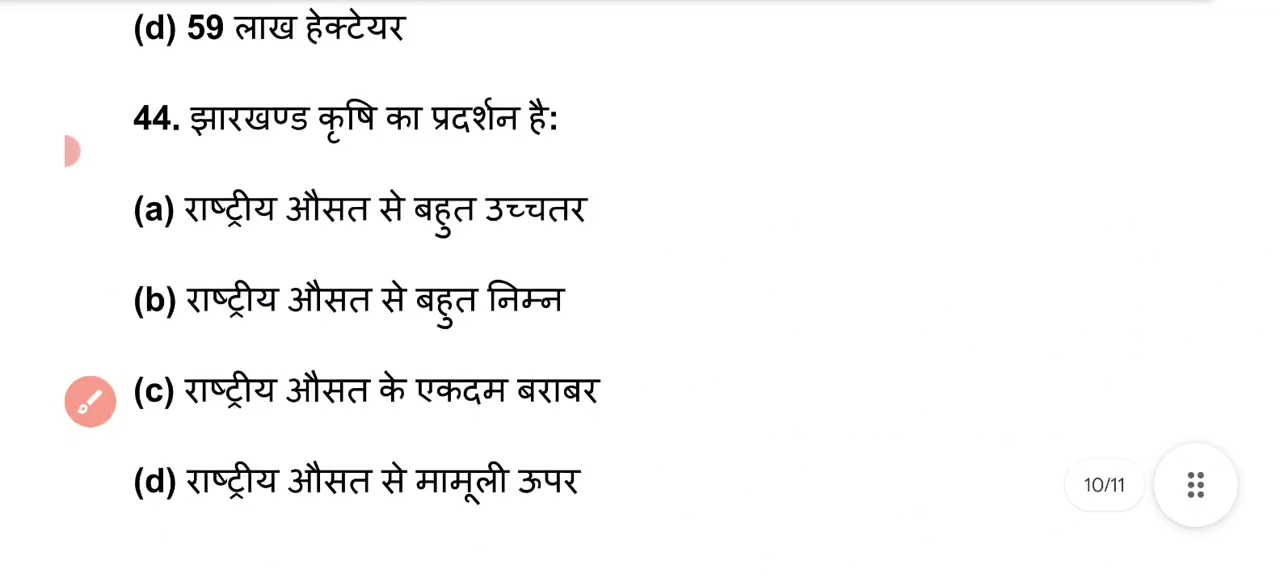 (d) 59 लाख हेक्टेयर
44. झारखण्ड कृषि का प्रदर्शन है:
(a) राष्ट्रीय औसत से बहुत उच्चतर
(b) राष्ट्रीय औसत से बहुत निम्न
(c) राष्ट्रीय औसत के एकदम बराबर
(d) राष्ट्रीय औसत से मामूली ऊपर
10/11